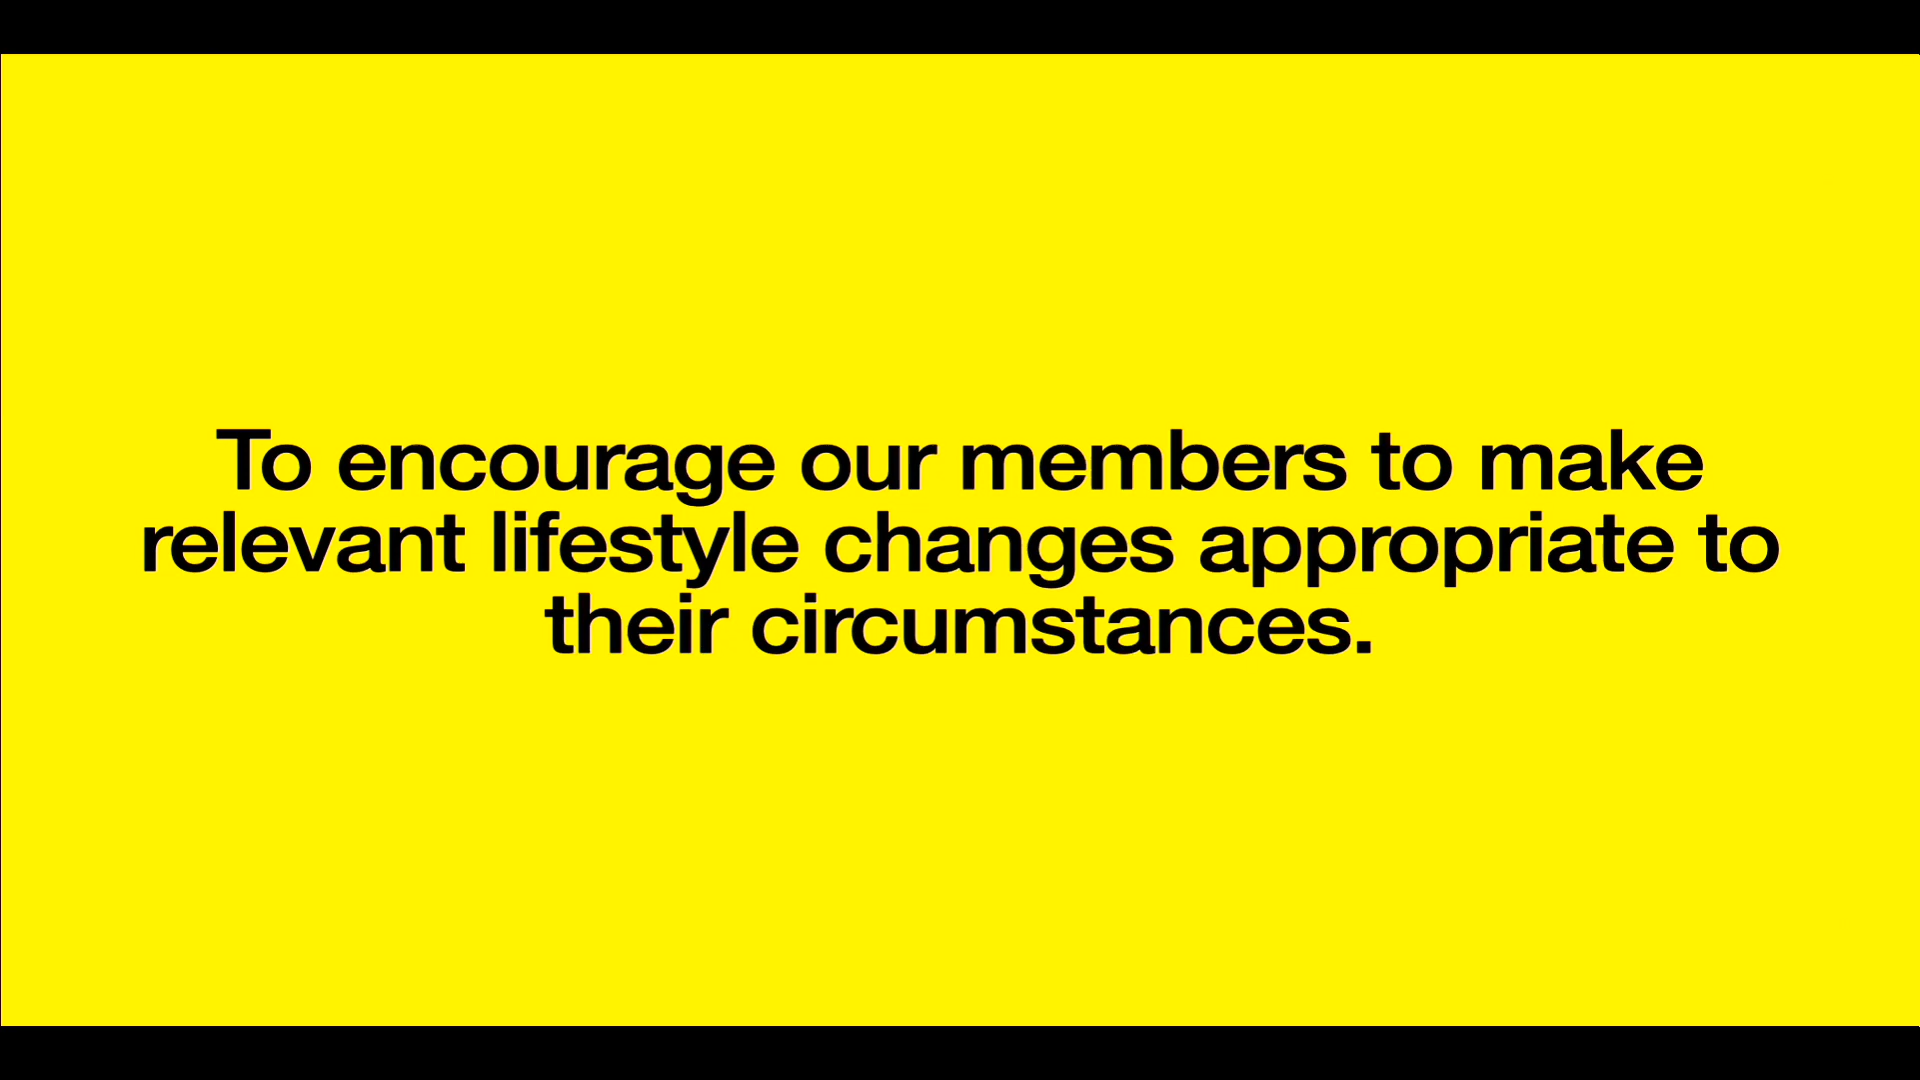 To encourage our members to make
relevant lifestyle changes appropriate to
their circumstances.